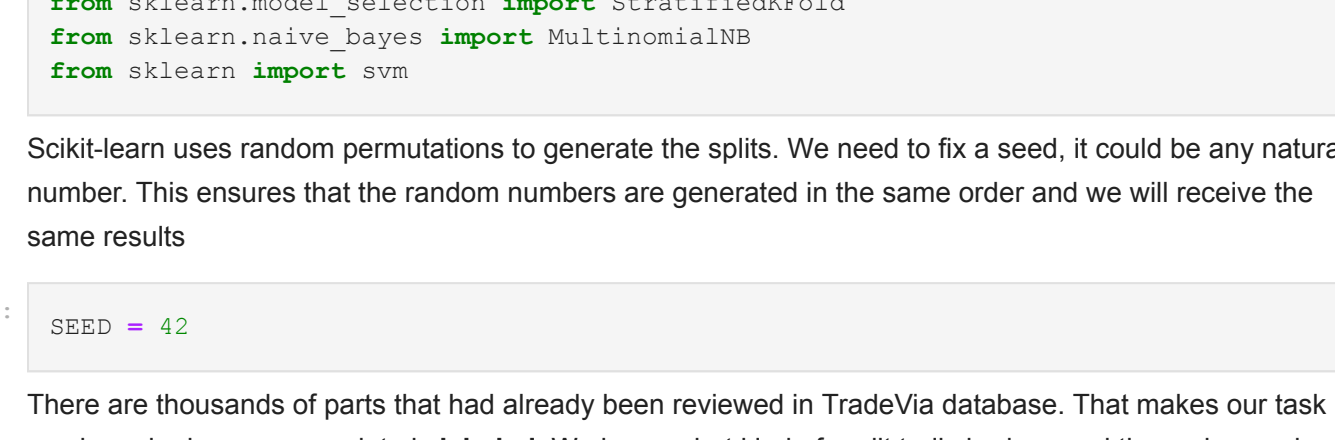 from sklearn.model_selection import StratifiedKFold
from sklearn.naive_bayes import MultinomialNB
from sklearn import svm
Scikit-learn uses random permutations to generate the splits. We need to fix a seed, it could be any natura
number. This ensures that the random numbers are generated in the same order and we will receive the
same results
:
SEED = 42
There are thousands of parts that had already been reviewed in TradeVia database. That makes our task